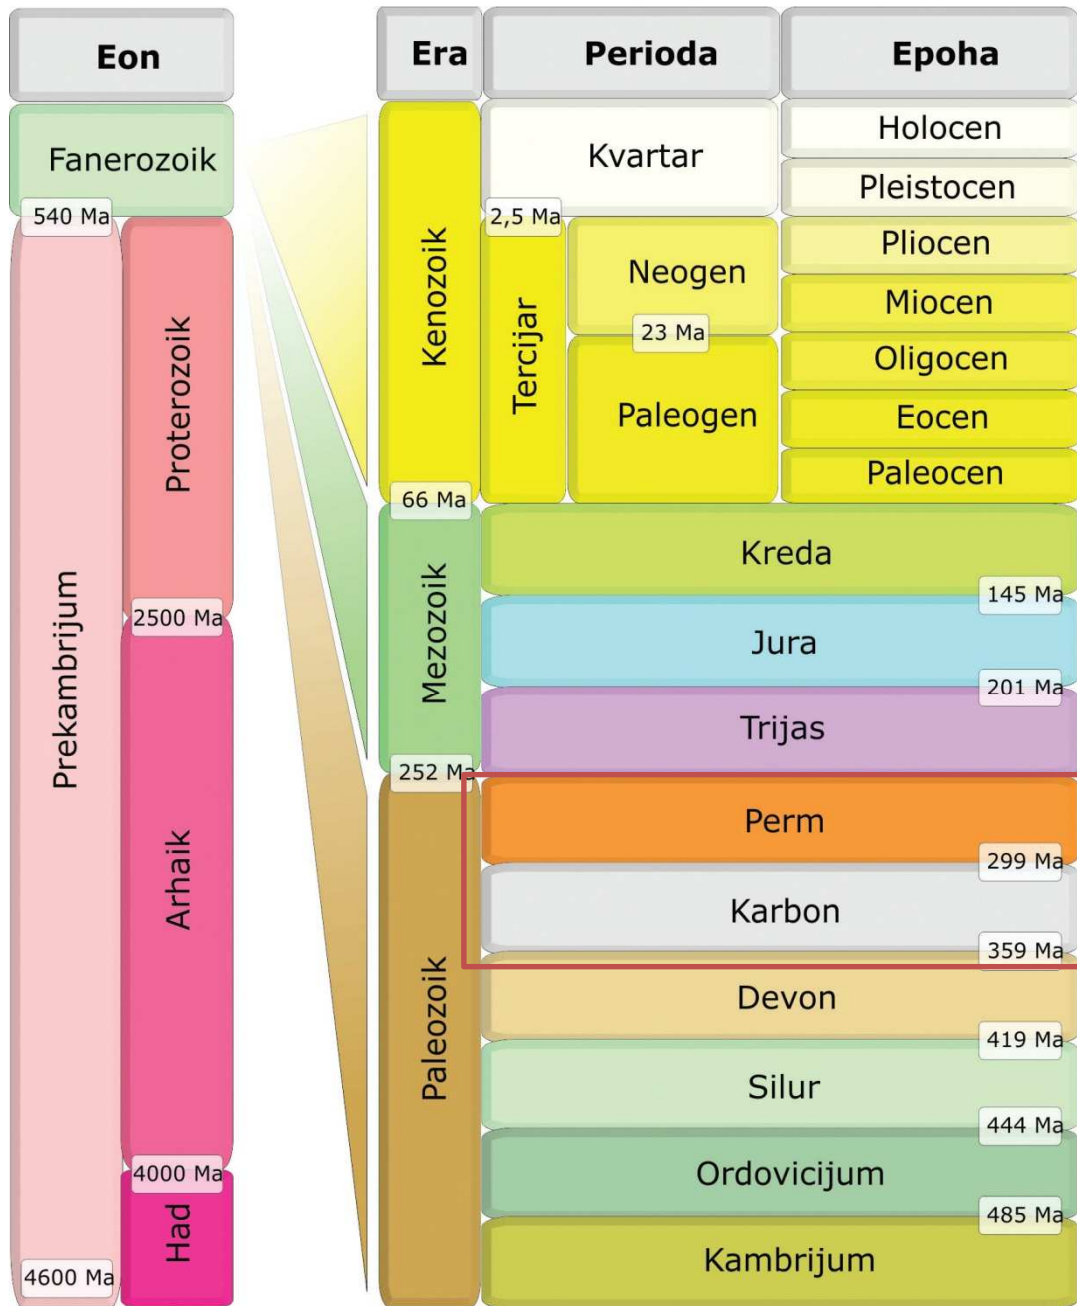 Eon
Era
Perioda
Epoha
Fanerozoik
540 Ma
Prekambrijum
Proterozoik
2500 Ma
Arhaik
4000 Ma
Had
4600 Ma
Kenozoik
Kvartar
Holocen
Pleistocen
2,5 Ma
Tercijar
Neogen
23 Ma
Paleogen
Pliocen
Miocen
Oligocen
Eocen
Paleocen
66 Ma
Mezozoik
Kreda
145 Ma
Jura
201 Ma
Trijas
252 Ma
Paleozoik
Perm
299 Ma
Karbon
359 Ma
Devon
419 Ma
Silur
444 Ma
Ordovicijum
485 Ma
Kambrijum